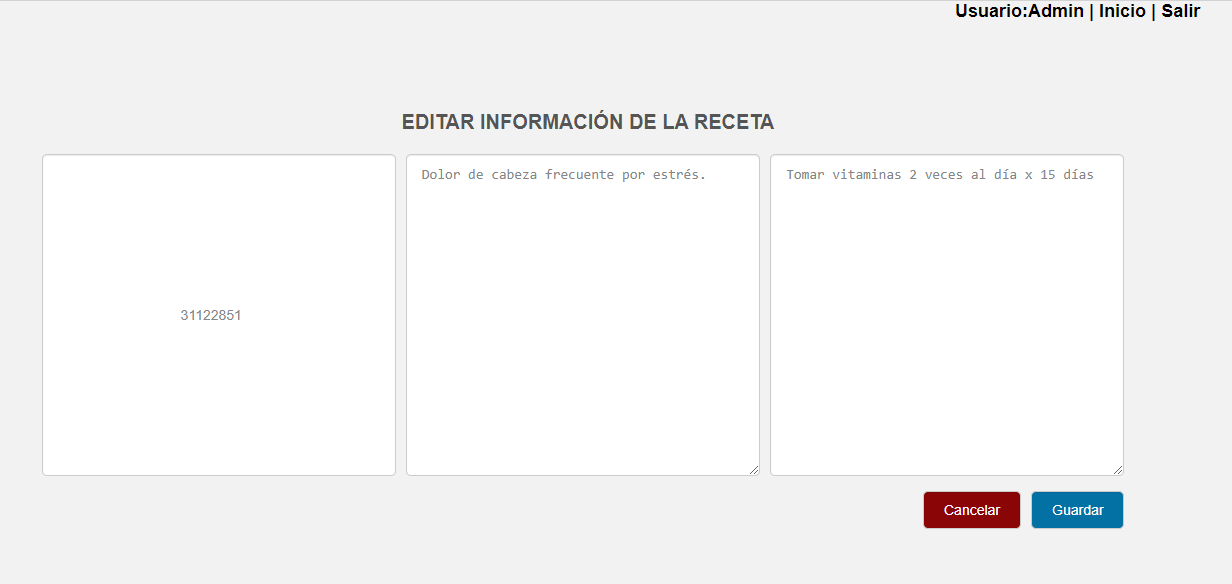 Usuario:Admin | Inicio | Salir
EDITAR INFORMACIÓN DE LA RECETA
31122851
Dolor de cabeza frecuente por estrés.
Tomar vitaminas 2 veces al día x 15 días
Cancelar
Guardar